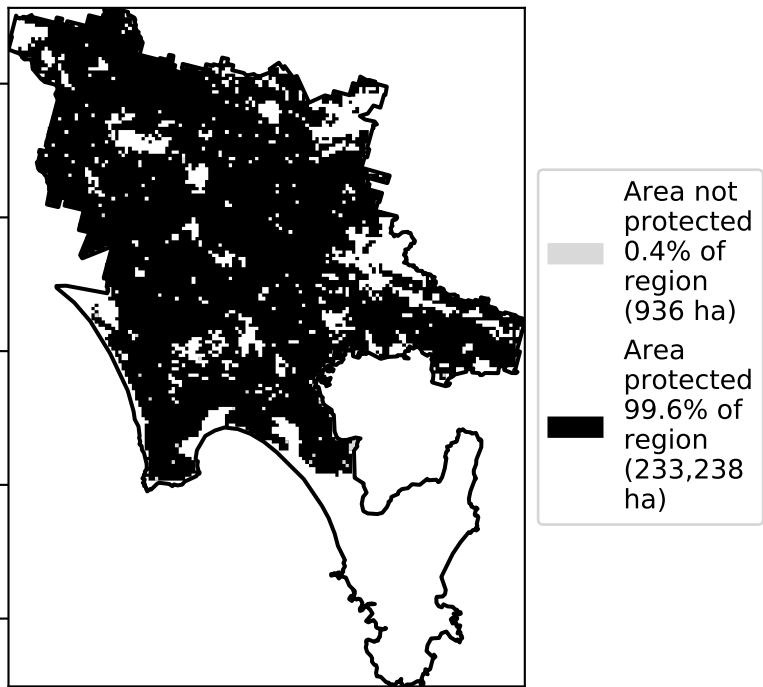 Area not
protected
0.4% of
region
(936 ha)
Area
protected
99.6% of
region
(233,238
ha)